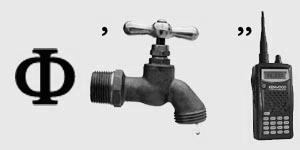 Ф , ,,
KENWOOD